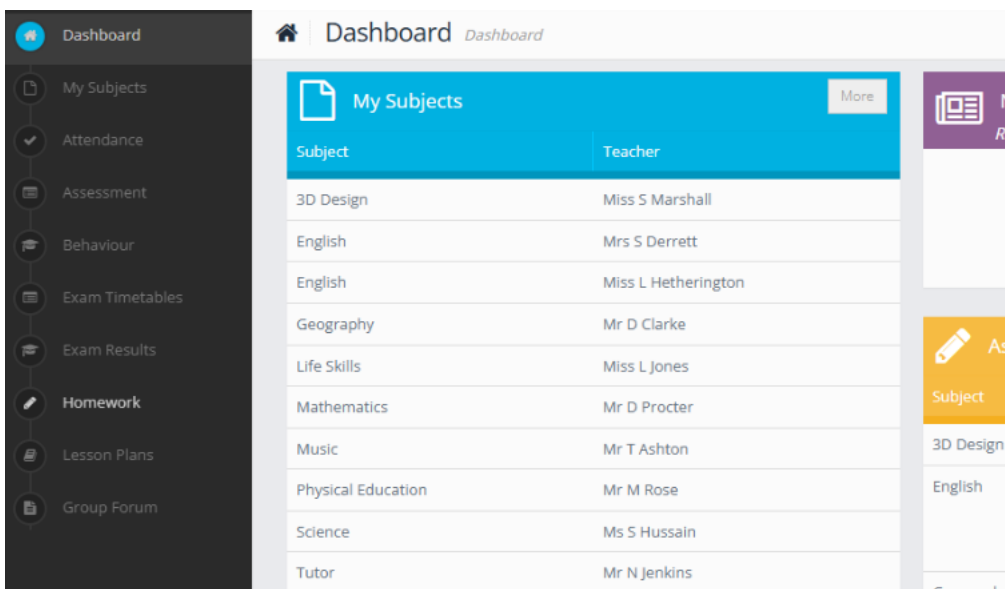 Dashboard
My Subjects
Attendance
Assessment
Behaviour
Exam Timetables
Exam Results
Homework
Lesson Plans
Group Forum
Dashboard Dashboard
My Subjects More
Subject Teacher
3D Design Miss S Marshall
English Mrs S Derrett
English Miss L Hetherington
Geography Mr D Clarke
Life Skills Miss L Jones
Mathematics Mr D Procter
Music Mr T Ashton
Physical Education Mr M Rose
Science Ms S Hussain
Tutor Mr N Jenkins
Subject
3D Design
English